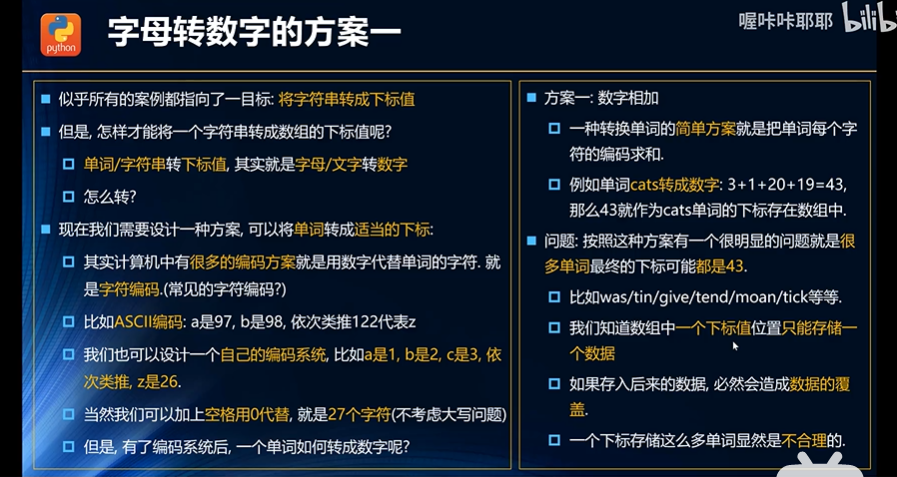 python
字母转数字的方案一
喔咔咔耶耶
似乎所有的案例都指向了一目标: 将字符串转成下标值
但是, 怎样才能将一个字符串转成数组的下标值呢?
单词/字符串转下标值, 其实就是字母/文字转数字
怎么转?
现在我们需要设计一种方案, 可以将单词转成适当的下标:
其实计算机中有很多的编码方案就是用数字代替单词的字符. 就
是字符编码.(常见的字符编码?)
比如ASCII编码: a是97, b是98, 依次类推122代表z
我们也可以设计一个自己的编码系统, 比如a是1, b是2, c是3, 依
次类推, z是26.
当然我们可以加上空格用0代替, 就是27个字符(不考虑大写问题)
但是, 有了编码系统后, 一个单词如何转成数字呢?
方案一: 数字相加
一种转换单词的简单方案就是把单词每个字
符的编码求和.
例如单词cats转成数字: 3+1+20+19=43,
那么43就作为cats单词的下标存在数组中.
问题: 按照这种方案有一个很明显的问题就是很
多单词最终的下标可能都是43.
比如was/tin/give/tend/moan/tick等等.
我们知道数组中一个下标值位置只能存储一
个数据
如果存入后来的数据, 必然会造成数据的覆
盖.
一个下标存储这么多单词显然是不合理的.